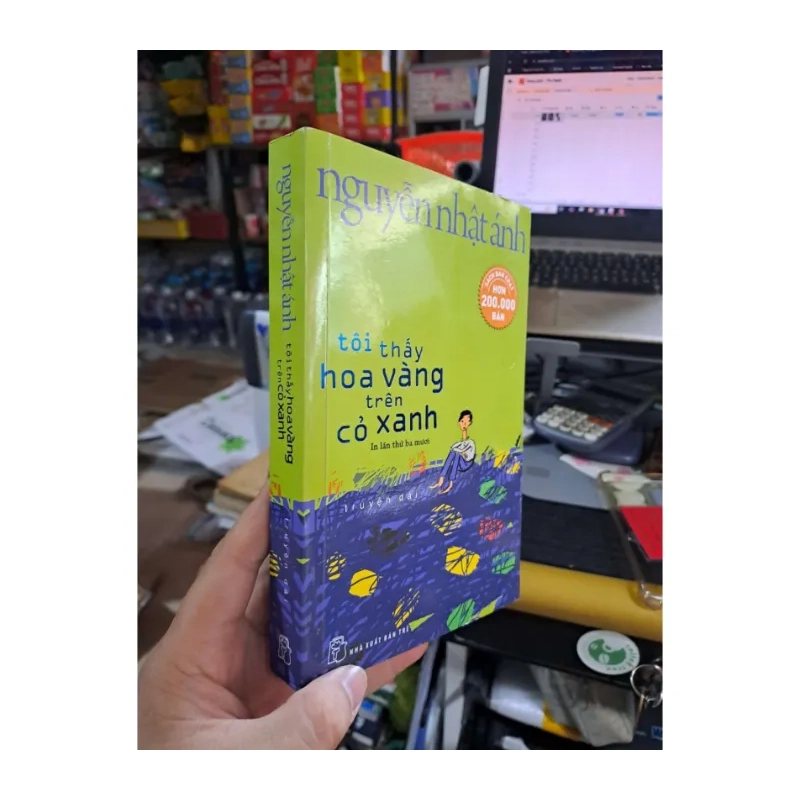 nguyễn nhật ánh
tôi thấy hoa vàng
trên cỏ xanh
nguyễn nhật ánh
SÁCH BÁN CHẠY
HƠN
200.000
BẢN
tôi thấy
hoa vàng
trên
cỏ xanh
In lần thứ ba mươi
truyện dài
NHÀ XUẤT BẢN TRẺ